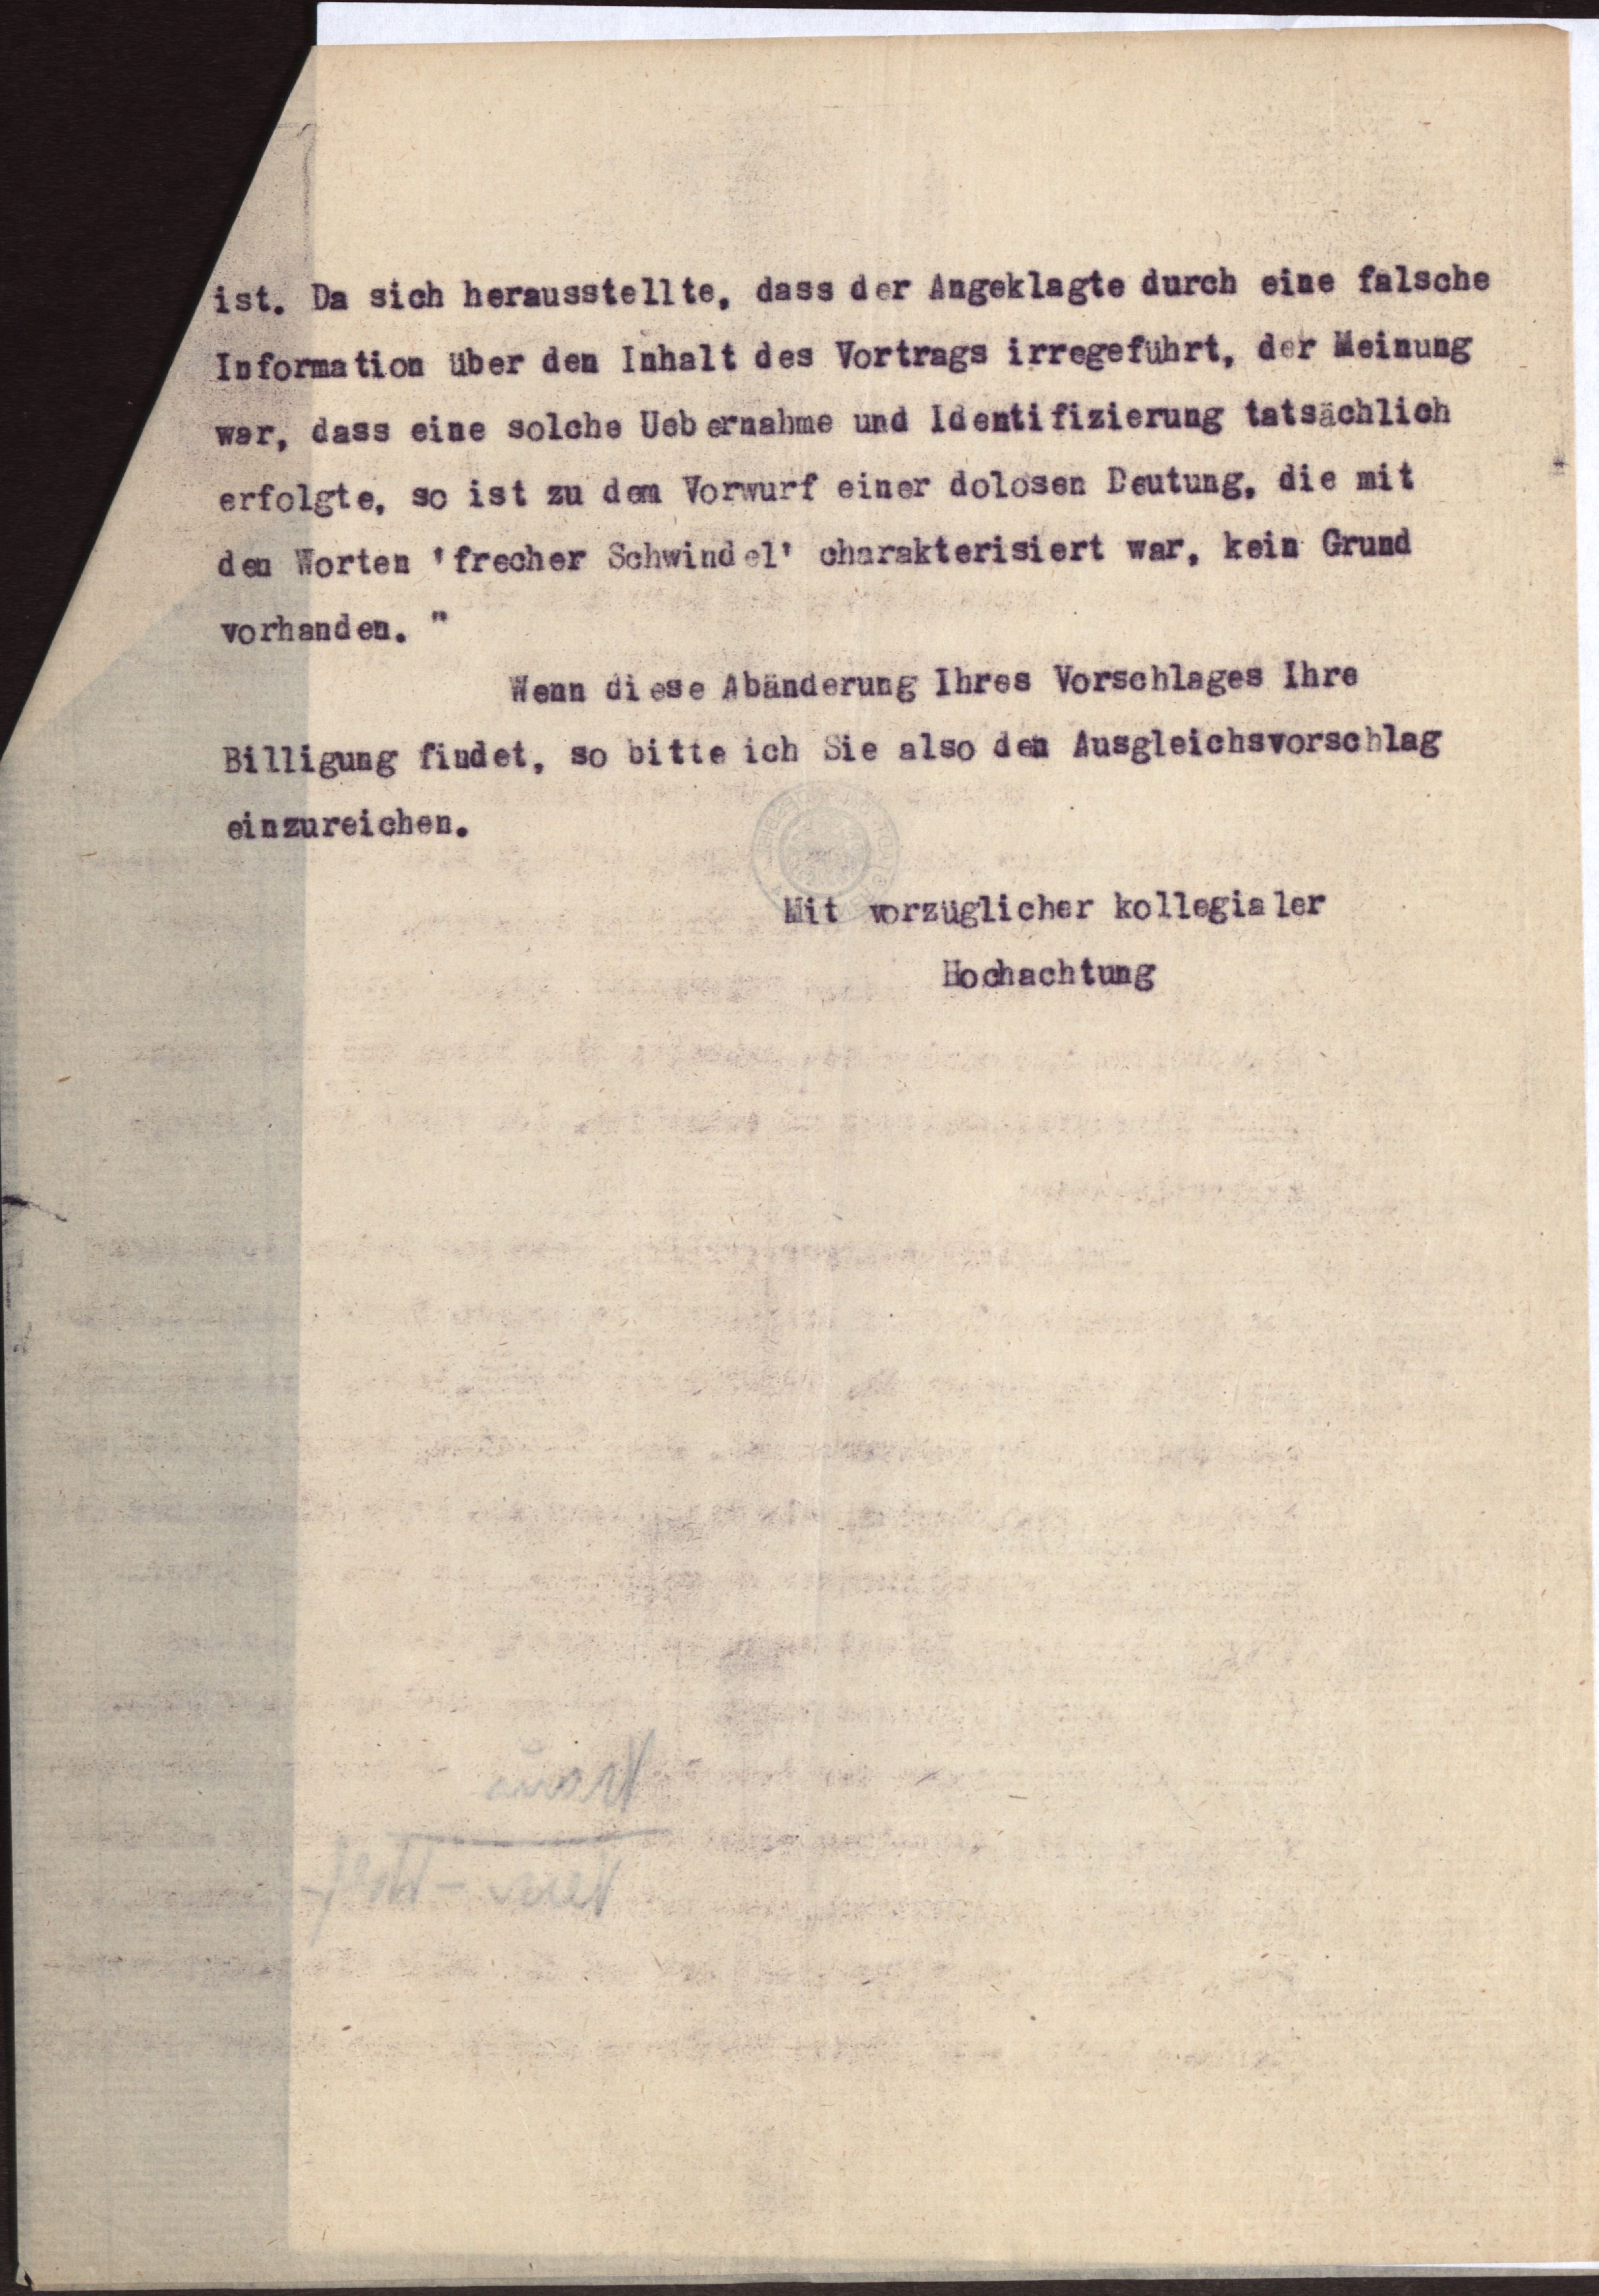 ist. Da sich herausstellte, dass der Angeklagte durch eine falsche
Information über den Inhalt des Vortrags irregeführt, der Meinung
war, dass eine solche Uebernahme und Identifizierung tatsächlich
erfolgte, so ist zu dem Vorwurf einer dolosen Deutung, die mit
den Worten 'frecher Schwindel' charakterisiert war, kein Grund
vorhanden. "
Wenn diese Abänderung Ihres Vorschlages Ihre
Billigung findet, so bitte ich Sie also den Ausgleichsvorschlag
einzureichen.
Mit vorzüglicher kollegialer
Hochachtung